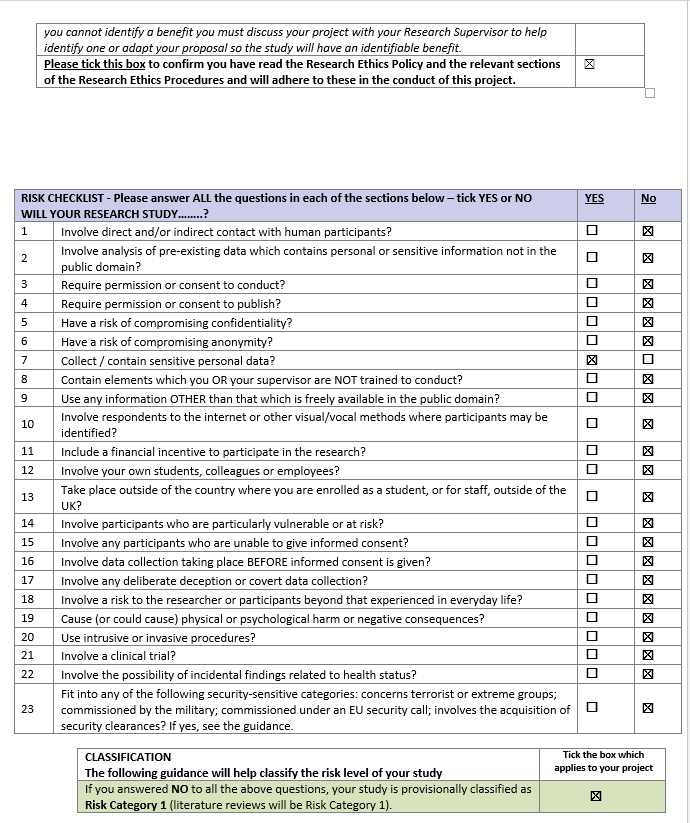 you cannot identify a benefit you must discuss your project with your Research Supervisor to help
identify one or adapt your proposal so the study will have an identifiable benefit.
Please tick this box to confirm you have read the Research Ethics Policy and the relevant sections ☒
of the Research Ethics Procedures and will adhere to these in the conduct of this project.
RISK CHECKLIST - Please answer ALL the questions in each of the sections below – tick YES or NO YES No
WILL YOUR RESEARCH STUDY........?
1 Involve direct and/or indirect contact with human participants? ☐ ☒
2 Involve analysis of pre-existing data which contains personal or sensitive information not in the ☐ ☒
public domain?
3 Require permission or consent to conduct? ☐ ☒
4 Require permission or consent to publish? ☐ ☒
5 Have a risk of compromising confidentiality? ☐ ☒
6 Have a risk of compromising anonymity? ☐ ☒
7 Collect / contain sensitive personal data? ☒ ☐
8 Contain elements which you OR your supervisor are NOT trained to conduct? ☐ ☒
9 Use any information OTHER than that which is freely available in the public domain? ☐ ☒
10 Involve respondents to the internet or other visual/vocal methods where participants may be ☐ ☒
identified?
11 Include a financial incentive to participate in the research? ☐ ☒
12 Involve your own students, colleagues or employees? ☐ ☒
13 Take place outside of the country where you are enrolled as a student, or for staff, outside of the ☐ ☒
UK?
14 Involve participants who are particularly vulnerable or at risk? ☐ ☒
15 Involve any participants who are unable to give informed consent? ☐ ☒
16 Involve data collection taking place BEFORE informed consent is given? ☐ ☒
17 Involve any deliberate deception or covert data collection? ☐ ☒
18 Involve a risk to the researcher or participants beyond that experienced in everyday life? ☐ ☒
19 Cause (or could cause) physical or psychological harm or negative consequences? ☐ ☒
20 Use intrusive or invasive procedures? ☐ ☒
21 Involve a clinical trial? ☐ ☒
22 Involve the possibility of incidental findings related to health status? ☐ ☒
23 Fit into any of the following security-sensitive categories: concerns terrorist or extreme groups; ☐ ☒
commissioned by the military; commissioned under an EU security call; involves the acquisition of
security clearances? If yes, see the guidance.
CLASSIFICATION
The following guidance will help classify the risk level of your study
Tick the box which
applies to your project
If you answered NO to all the above questions, your study is provisionally classified as ☒
Risk Category 1 (literature reviews will be Risk Category 1).